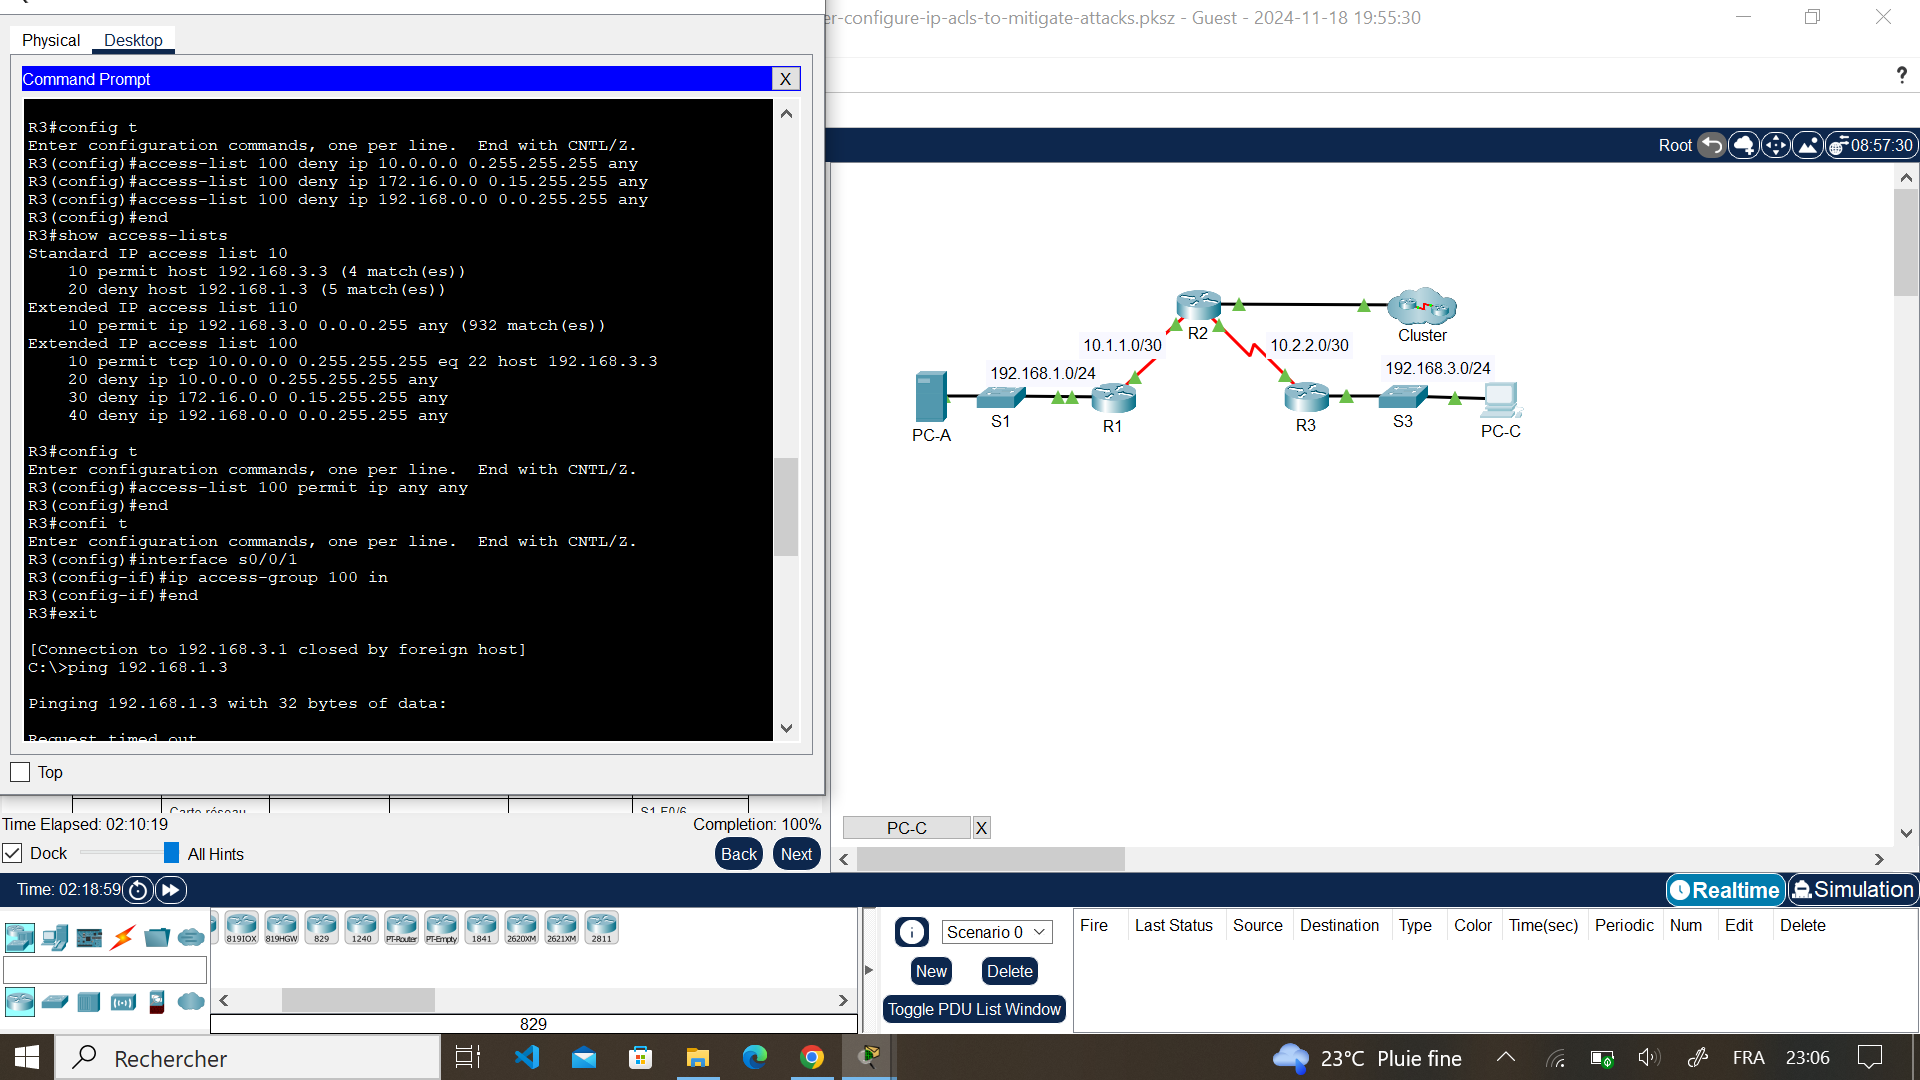 er-configure-ip-acls-to-mitigate-attacks.pksz - Guest - 2024-11-18 19:55:30
Physical
Desktop
Command Prompt
X
R3#config t
Enter configuration commands, one per line.  End with CNTL/Z.
R3(config)#access-list 100 deny ip 10.0.0.0 0.255.255.255 any
R3(config)#access-list 100 deny ip 172.16.0.0 0.15.255.255 any
R3(config)#access-list 100 deny ip 192.168.0.0 0.0.255.255 any
R3(config)#end
R3#show access-lists
Standard IP access list 10
    10 permit host 192.168.3.3 (4 match(es))
    20 deny host 192.168.1.3 (5 match(es))
Extended IP access list 110
    10 permit ip 192.168.3.0 0.0.0.255 any (932 match(es))
Extended IP access list 100
    10 permit tcp 10.0.0.0 0.255.255.255 eq 22 host 192.168.3.3
    20 deny ip 10.0.0.0 0.255.255.255 any
    30 deny ip 172.16.0.0 0.15.255.255 any
    40 deny ip 192.168.0.0 0.0.255.255 any
R3#config t
Enter configuration commands, one per line.  End with CNTL/Z.
R3(config)#access-list 100 permit ip any any
R3(config)#end
R3#confi t
Enter configuration commands, one per line.  End with CNTL/Z.
R3(config)#interface s0/0/1
R3(config-if)#ip access-group 100 in
R3(config-if)#end
R3#exit
[Connection to 192.168.3.1 closed by foreign host]
C:\>ping 192.168.1.3
Pinging 192.168.1.3 with 32 bytes of data:
Request timed out
Top
Carte réseau
S1 F0/6
Time Elapsed: 02:10:19
Completion: 100%
Dock
All Hints
Back
Next
?
Root
08:57:30
R2
Cluster
10.1.1.0/30
10.2.2.0/30
192.168.1.0/24
192.168.3.0/24
PC-A
S1
R1
R3
S3
PC-C
PC-C
X
Time: 02:18:59
Realtime
Simulation
819IOX
819HGW
829
1240
PT-Router
PT-Empty
1841
2620XM
2621XM
2811
829
Scenario 0
New
Delete
Toggle PDU List Window
Fire
Last Status
Source
Destination
Type
Color
Time(sec)
Periodic
Num
Edit
Delete
Rechercher
23°C Pluie fine
FRA
23:06